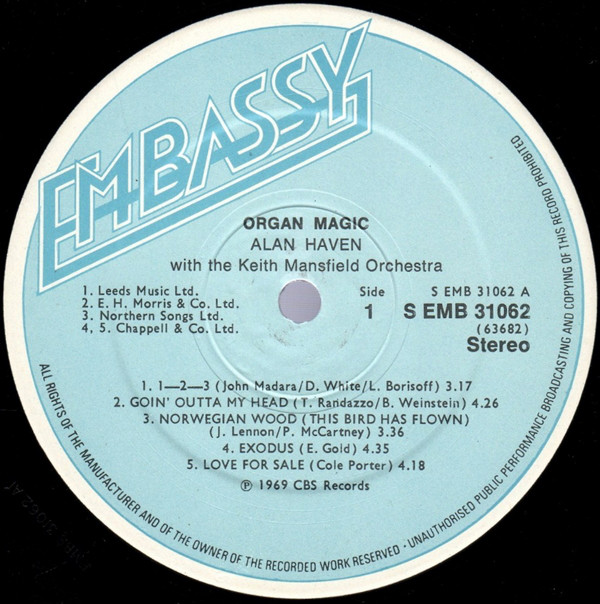 EMBASSY
ORGAN MAGIC
ALAN HAVEN
with the Keith Mansfield Orchestra
1. Leeds Music Ltd.
2. E. H. Morris & Co. Ltd.
3. Northern Songs Ltd.
4, 5. Chappell & Co. Ltd.
Side
1
S EMB 31062 A
S EMB 31062
(63682)
Stereo
1. 1—2—3 (John Madara/D. White/L. Borisoff) 3.17
2. GOIN' OUTTA MY HEAD (T. Randazzo/B. Weinstein) 4.26
3. NORWEGIAN WOOD (THIS BIRD HAS FLOWN)
(J. Lennon/P. McCartney) 3.36
4. EXODUS (E. Gold) 4.35
5. LOVE FOR SALE (Cole Porter) 4.18
℗ 1969 CBS Records
ALL RIGHTS OF THE MANUFACTURER AND OF THE OWNER OF THE RECORDED WORK RESERVED · UNAUTHORISED PUBLIC PERFORMANCE BROADCASTING AND COPYING OF THIS RECORD PROHIBITED